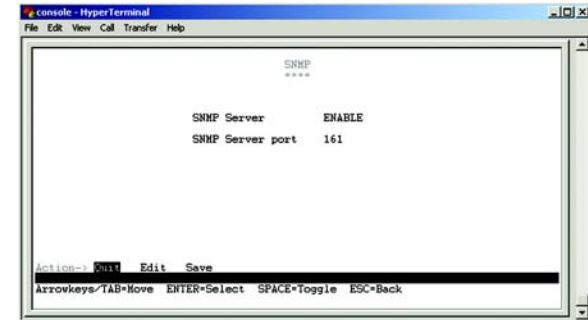 console - HyperTerminal
File Edit View Call Transfer Help
SNMP
****
SNMP Server ENABLE
SNMP Server port 161
Action-> Quit Edit Save
Arrowkeys/TAB=Move ENTER=Select SPACE=Toggle ESC=Back